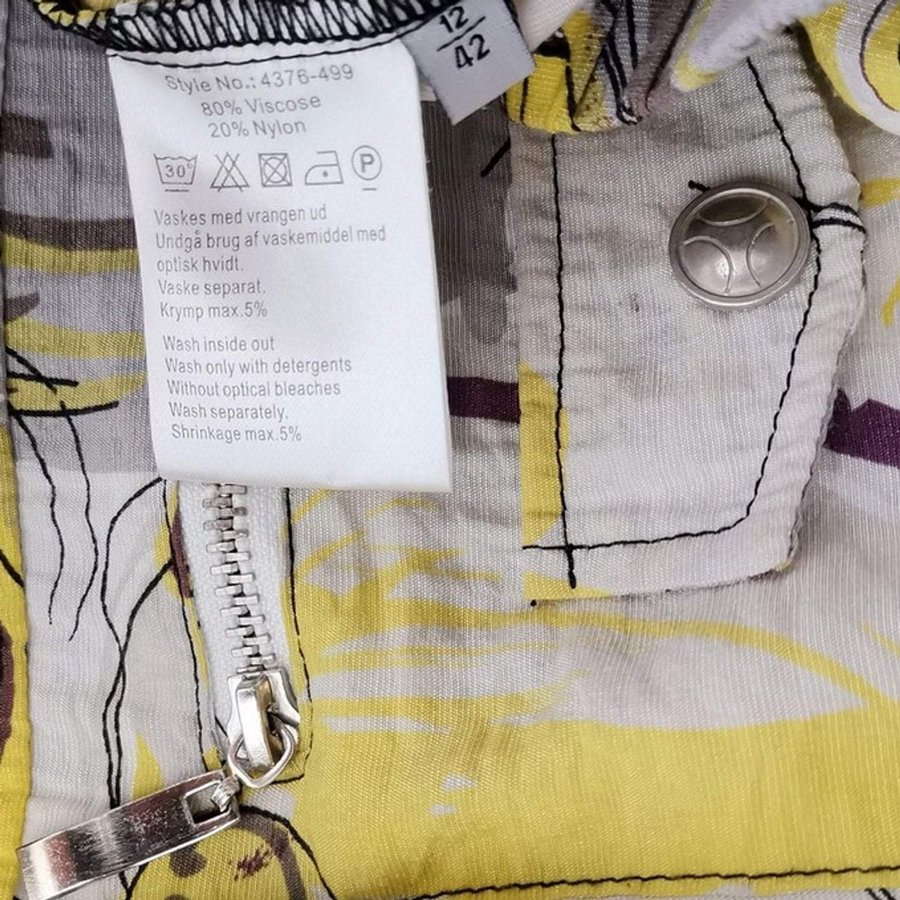 12
42
Style No.: 4376-499
80% Viscose
20% Nylon
30° P
Vaskes med vrangen ud
Undgå brug af vaskemiddel med
optisk hvidt.
Vaske separat.
Krymp max.5%
Wash inside out
Wash only with detergents
Without optical bleaches
Wash separately.
Shrinkage max.5%